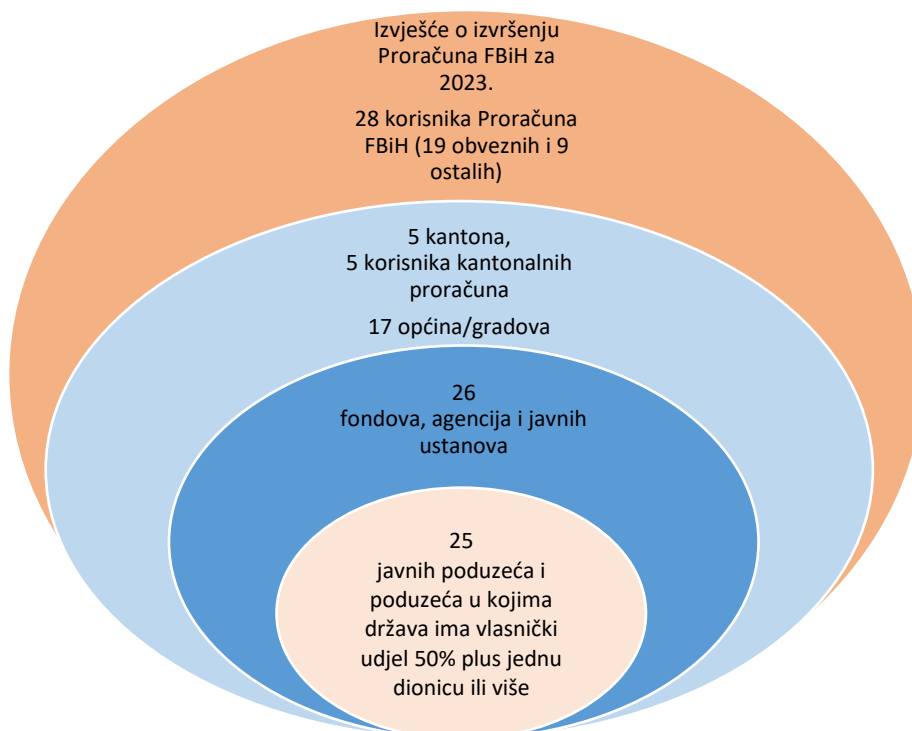 Izvješće o izvršenju
Proračuna FBiH za
2023.
28 korisnika Proračuna
FBiH (19 obveznih i 9
ostalih)
5 kantona,
5 korisnika kantonalnih
proračuna
17 općina/gradova
26
fondova, agencija i javnih
ustanova
25
javnih poduzeća i
poduzeća u kojima
država ima vlasnički
udjel 50% plus jednu
dionicu ili više